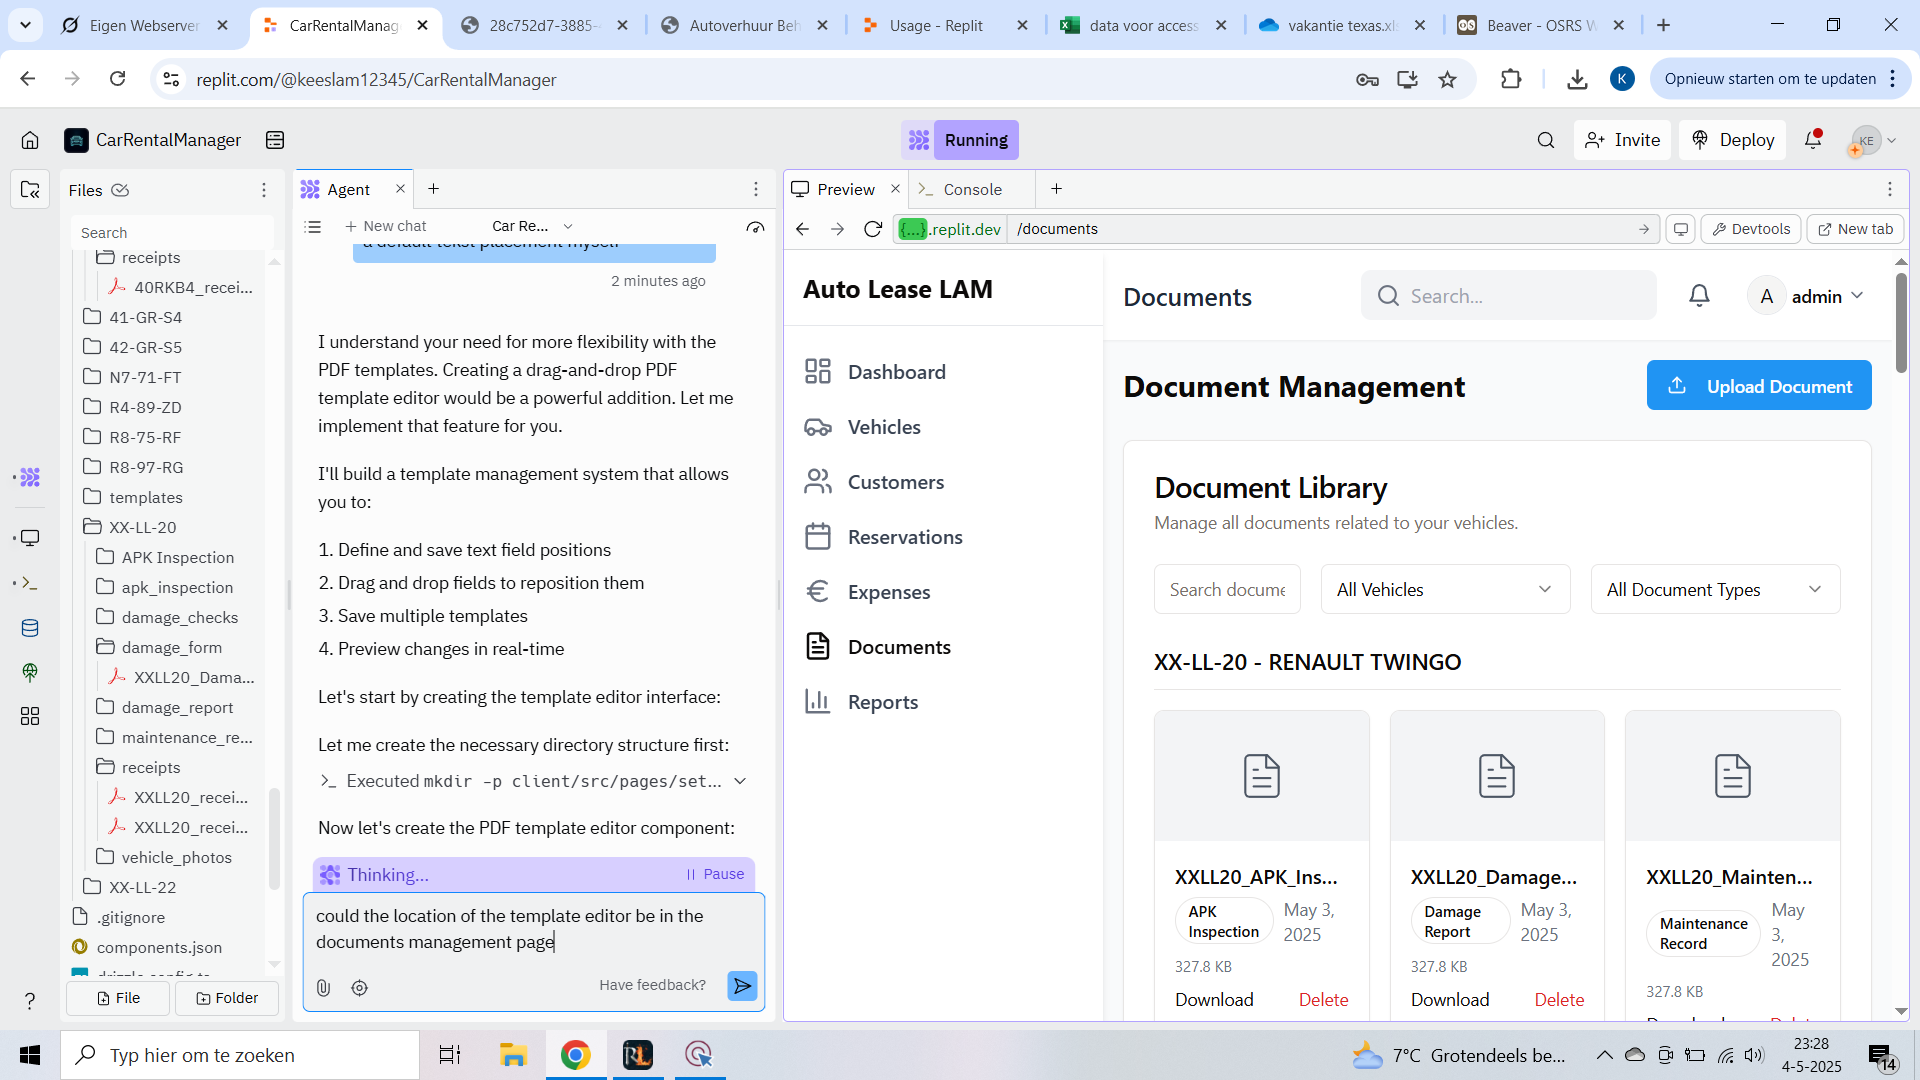 Eigen Webserver
CarRentalManag
28c752d7-3885-
Autoverhuur Beh
Usage - Replit
data voor access
vakantie texas.xls
Beaver - OSRS W
replit.com/@keeslam12345/CarRentalManager
K
Opnieuw starten om te updaten
CarRentalManager
Running
Invite
Deploy
KE
Files
Search
receipts
40RKB4_recei...
41-GR-S4
42-GR-S5
N7-71-FT
R4-89-ZD
R8-75-RF
R8-97-RG
templates
XX-LL-20
APK Inspection
apk_inspection
damage_checks
damage_form
XXLL20_Dama...
damage_report
maintenance_re...
receipts
XXLL20_recei...
XXLL20_recei...
vehicle_photos
XX-LL-22
.gitignore
components.json
drizzle.config.ts
File
Folder
Agent
New chat
Car Re...
a default tekst placement myself
2 minutes ago
I understand your need for more flexibility with the
PDF templates. Creating a drag-and-drop PDF
template editor would be a powerful addition. Let me
implement that feature for you.
I'll build a template management system that allows
you to:
1. Define and save text field positions
2. Drag and drop fields to reposition them
3. Save multiple templates
4. Preview changes in real-time
Let's start by creating the template editor interface:
Let me create the necessary directory structure first:
Executed mkdir -p client/src/pages/set...
Now let's create the PDF template editor component:
Thinking...
Pause
could the location of the template editor be in the
documents management page
Have feedback?
Preview
Console
{...}.replit.dev
/documents
Devtools
New tab
Auto Lease LAM
Dashboard
Vehicles
Customers
Reservations
Expenses
Documents
Reports
Documents
Search...
A
admin
Document Management
Upload Document
Document Library
Manage all documents related to your vehicles.
Search docume
All Vehicles
All Document Types
XX-LL-20 - RENAULT TWINGO
XXLL20_APK_Ins...
APK
Inspection
May 3,
2025
327.8 KB
Download
Delete
XXLL20_Damage...
Damage
Report
May 3,
2025
327.8 KB
Download
Delete
XXLL20_Mainten...
Maintenance
Record
May
3,
2025
327.8 KB
Download
Delete
Typ hier om te zoeken
RL
7°C Grotendeels be...
23:28
4-5-2025
14